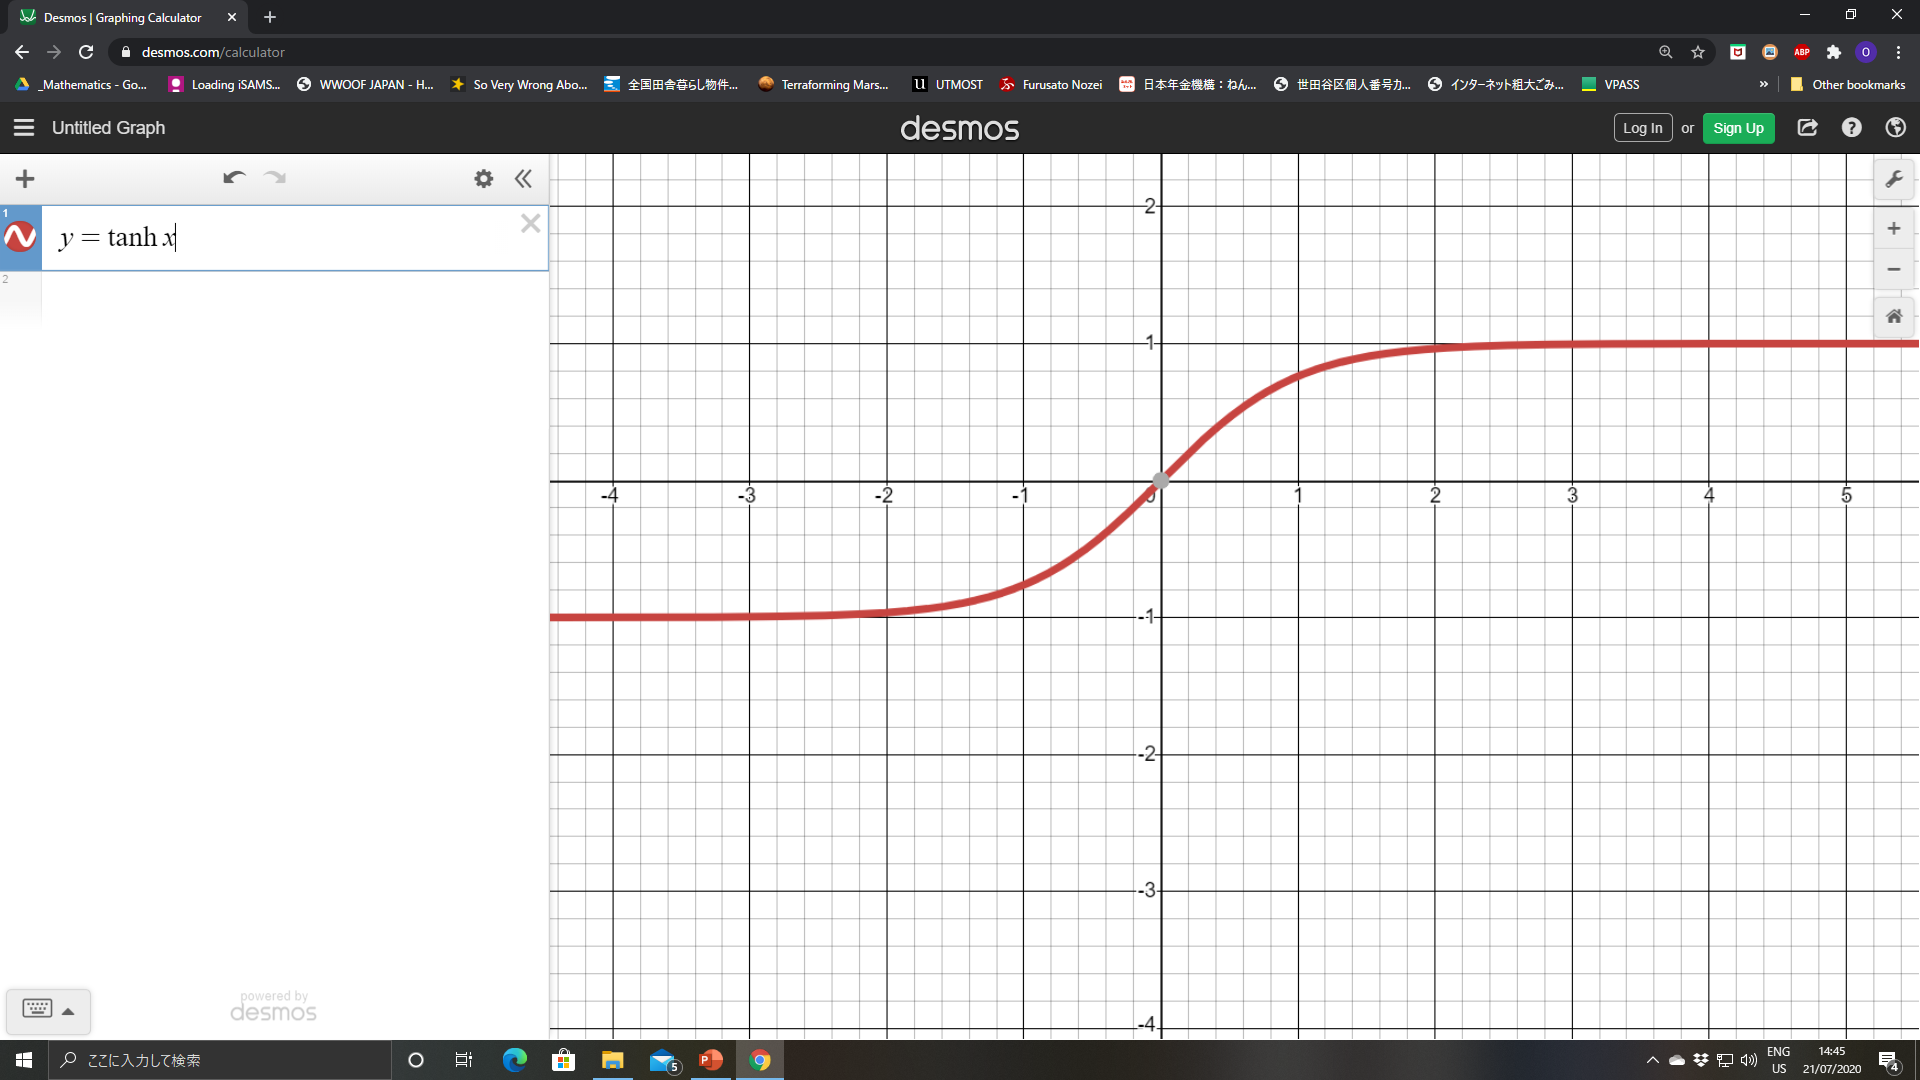 Desmos | Graphing Calculator
desmos.com/calculator
ABP
O
_Mathematics - Go...
Loading iSAMS...
WWOOF JAPAN - H...
So Very Wrong Abo...
全国田舎暮らし物件...
Terraforming Mars...
UTMOST
Furusato Nozei
日本年金機構：ねん...
世田谷区個人番号カ...
インターネット粗大ごみ...
VPASS
»
Other bookmarks
Untitled Graph
desmos
Log In or Sign Up
1
y = tanh x
2
2
1
-4 -3 -2 -1 0 1 2 3 4 5
-1
-2
-3
-4
powered by
desmos
ここに入力して検索
5
ENG
US
14:45
21/07/2020
4